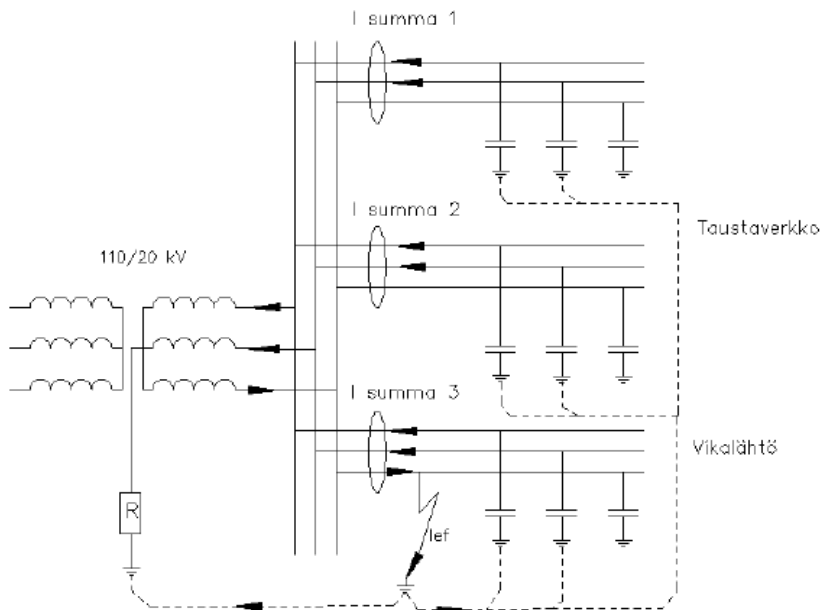 I summa 1
I summa 2
Taustaverkko
110/20 kV
I summa 3
Vikalähtö
R
Ief